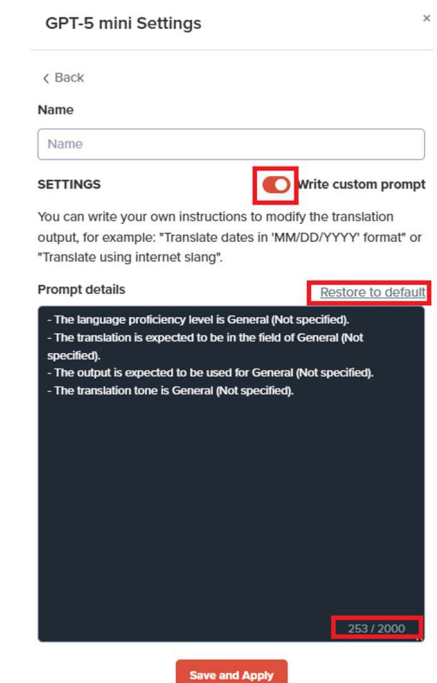 GPT-5 mini Settings
×
< Back
Name
Name
SETTINGS
Write custom prompt
You can write your own instructions to modify the translation
output, for example: "Translate dates in 'MM/DD/YYYY' format" or
"Translate using internet slang".
Prompt details
Restore to default
- The language proficiency level is General (Not specified).
- The translation is expected to be in the field of General (Not
specified).
- The output is expected to be used for General (Not specified).
- The translation tone is General (Not specified).
253 / 2000
Save and Apply